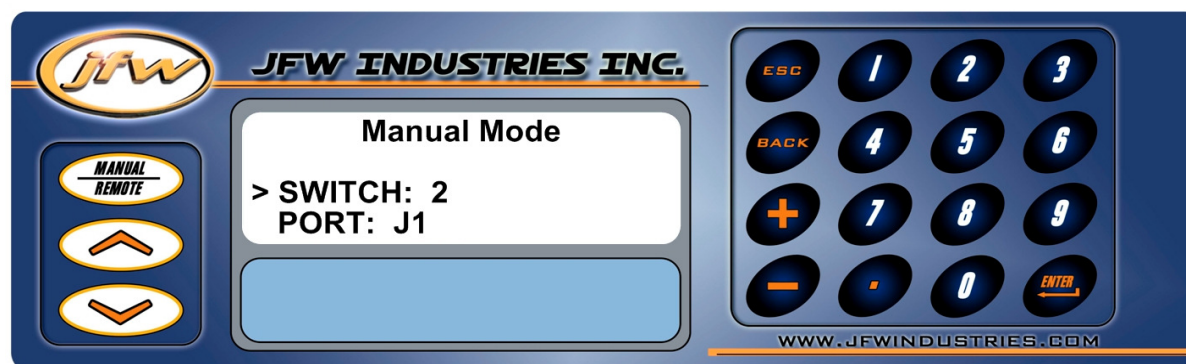 jfw
JFW INDUSTRIES INC.
MANUAL
REMOTE
Manual Mode
> SWITCH: 2
PORT: J1
ESC 1 2 3
BACK 4 5 6
+ 7 8 9
- . 0 ENTER
WWW.JFWINDUSTRIES.COM